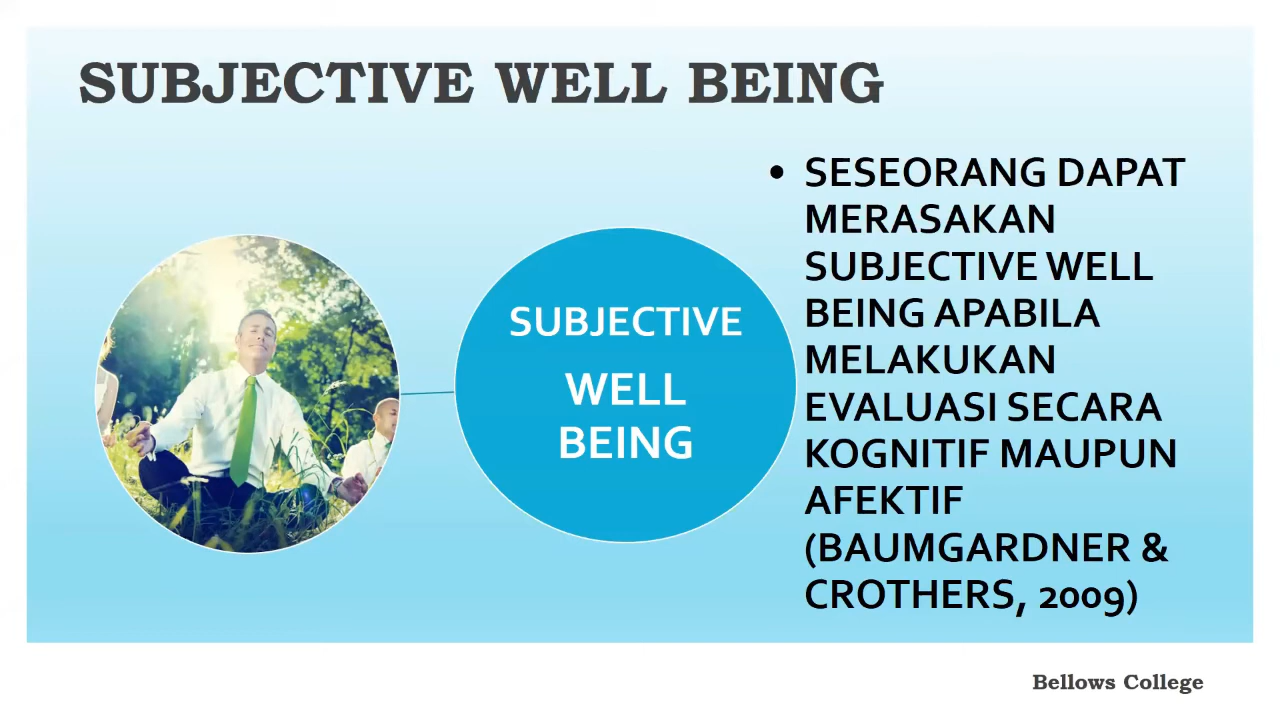 SUBJECTIVE WELL BEING
SUBJECTIVE
WELL
BEING
• SESEORANG DAPAT
MERASAKAN
SUBJECTIVE WELL
BEING APABILA
MELAKUKAN
EVALUASI SECARA
KOGNITIF MAUPUN
AFEKTIF
(BAUMGARDNER &
CROTHERS, 2009)
Bellows College